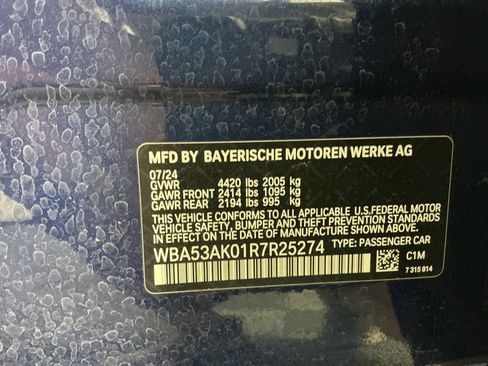 MFD BY BAYERISCHE MOTOREN WERKE AG
07/24
GVWR 4420 lbs 2005 kg
GAWR FRONT 2414 lbs 1095 kg
GAWR REAR 2194 lbs 995 kg
THIS VEHICLE CONFORMS TO ALL APPLICABLE U.S.FEDERAL MOTOR
VEHICLE SAFETY, BUMPER AND THEFT PREVENTION STANDARDS IN
EFFECT ON THE DATE OF MANUFACTURE SHOWN ABOVE.
WBA53AK01R7R25274 TYPE: PASSENGER CAR
C1M
7 315 814